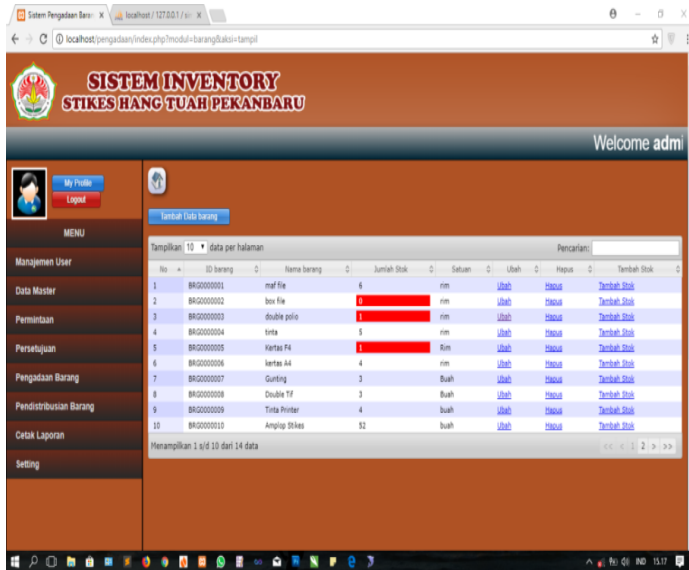 Sistem Pengadaan Baran
localhost / 127.0.0.1 / si
localhost/pengadaan/index.php?modul=barang&aksi=tampil
SISTEM INVENTORY
STIKES HANG TUAH PEKANBARU
Welcome admi
My Profile
Logout
MENU
Manajemen User
Data Master
Permintaan
Persetujuan
Pengadaan Barang
Pendistribusian Barang
Cetak Laporan
Setting
Tambah Data barang
Tampilkan 10 data per halaman
Pencarian:
No ID barang Nama barang Jumlah Stok Satuan Ubah Hapus Tambah Stok
1 BRG0000001 maf file 6 rim Ubah Hapus Tambah Stok
2 BRG0000002 box file 0 rim Ubah Hapus Tambah Stok
3 BRG0000003 double polio 1 rim Ubah Hapus Tambah Stok
4 BRG0000004 tinta 5 rim Ubah Hapus Tambah Stok
5 BRG0000005 Kertas F4 1 Rim Ubah Hapus Tambah Stok
6 BRG0000006 kertas A4 4 rim Ubah Hapus Tambah Stok
7 BRG0000007 Gunting 3 Buah Ubah Hapus Tambah Stok
8 BRG0000008 Double Tif 3 Buah Ubah Hapus Tambah Stok
9 BRG0000009 Tinta Printer 4 buah Ubah Hapus Tambah Stok
10 BRG0000010 Amplop Stikes 52 buah Ubah Hapus Tambah Stok
Menampilkan 1 s/d 10 dari 14 data
<< < 1 2 > >>
IND 15.17